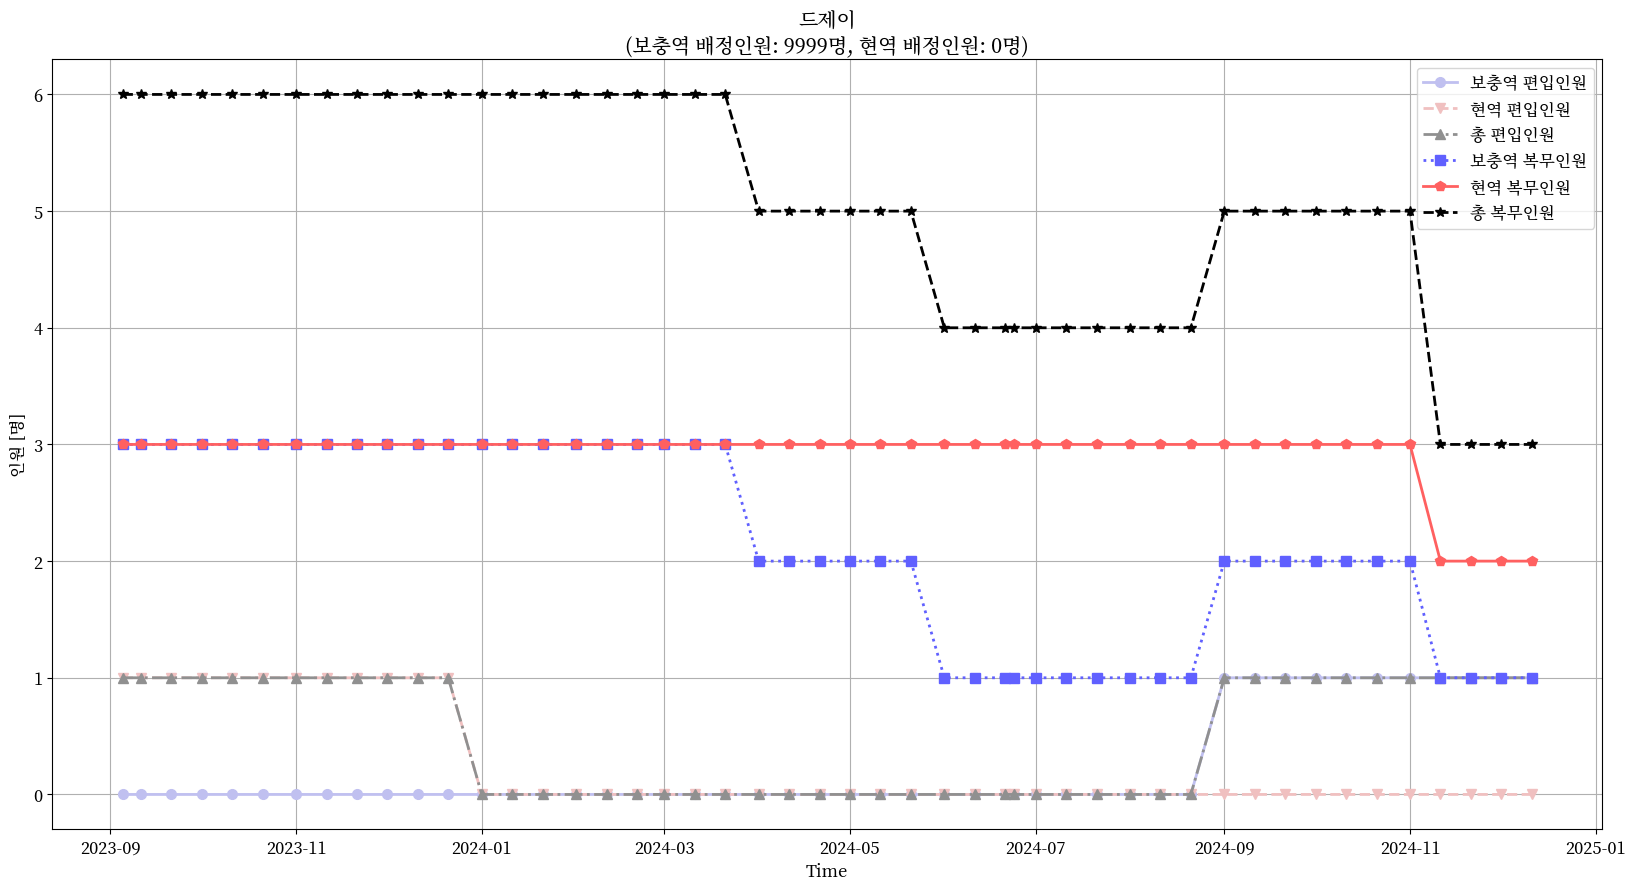 드제이
(보충역 배정인원: 9999명, 현역 배정인원: 0명)
보충역 편입인원
현역 편입인원
총 편입인원
보충역 복무인원
현역 복무인원
총 복무인원
인원 [명]
6
5
4
3
2
1
0
2023-09
2023-11
2024-01
2024-03
2024-05
2024-07
2024-09
2024-11
2025-01
Time